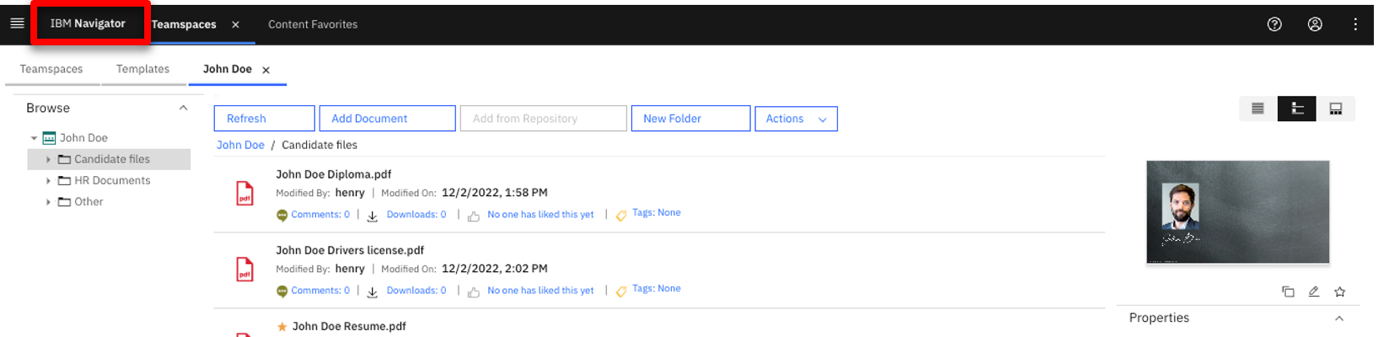 IBM Navigator Teamspaces × Content Favorites
Teamspaces Templates John Doe ×
Browse
John Doe
Candidate files
HR Documents
Other
Refresh Add Document Add from Repository New Folder Actions
John Doe / Candidate files
John Doe Diploma.pdf
Modified By: henry | Modified On: 12/2/2022, 1:58 PM
Comments: 0 | Downloads: 0 | No one has liked this yet | Tags: None
pdf
John Doe Drivers license.pdf
Modified By: henry | Modified On: 12/2/2022, 2:02 PM
Comments: 0 | Downloads: 0 | No one has liked this yet | Tags: None
pdf
John Doe Resume.pdf
Properties